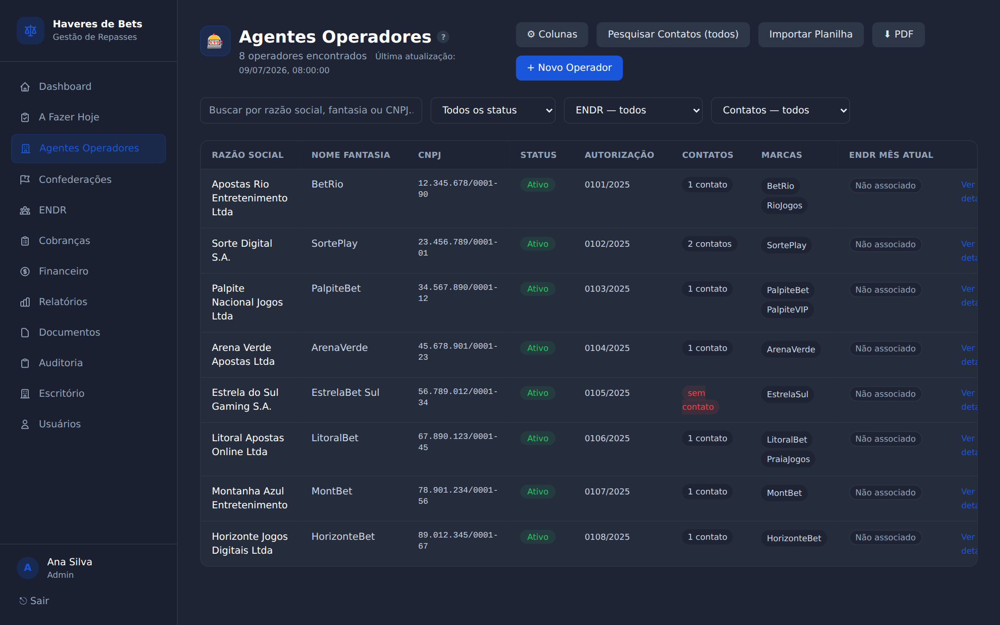 Haveres de Bets
Gestão de Repasses
Dashboard
A Fazer Hoje
Agentes Operadores
Confederações
ENDR
Cobranças
Financeiro
Relatórios
Documentos
Auditoria
Escritório
Usuários
A
Ana Silva
Admin
Sair
Agentes Operadores ?
8 operadores encontrados Última atualização:
09/07/2026, 08:00:00
⚙ Colunas
Pesquisar Contatos (todos)
Importar Planilha
⬇ PDF
+ Novo Operador
Buscar por razão social, fantasia ou CNPJ..
Todos os status
ENDR — todos
Contatos — todos
RAZÃO SOCIAL NOME FANTASIA CNPJ STATUS AUTORIZAÇÃO CONTATOS MARCAS ENDR MÊS ATUAL
Apostas Rio BetRio 12.345.678/0001- Ativo 0101/2025 1 contato BetRio Não associado Ver
Entretenimento 90 RioJogos deta
Ltda
Sorte Digital SortePlay 23.456.789/0001- Ativo 0102/2025 2 contatos SortePlay Não associado Ver
S.A. 01 deta
Palpite PalpiteBet 34.567.890/0001- Ativo 0103/2025 1 contato PalpiteBet Não associado Ver
Nacional Jogos 12 PalpiteVIP deta
Ltda
Arena Verde ArenaVerde 45.678.901/0001- Ativo 0104/2025 1 contato ArenaVerde Não associado Ver
Apostas Ltda 23 deta
Estrela do Sul EstrelaBet Sul 56.789.012/0001- Ativo 0105/2025 sem EstrelaSul Não associado Ver
Gaming S.A. 34 contato deta
Litoral Apostas LitoralBet 67.890.123/0001- Ativo 0106/2025 1 contato LitoralBet Não associado Ver
Online Ltda 45 PraiaJogos deta
Montanha Azul MontBet 78.901.234/0001- Ativo 0107/2025 1 contato MontBet Não associado Ver
Entretenimento 56 deta
Horizonte Jogos HorizonteBet 89.012.345/0001- Ativo 0108/2025 1 contato HorizonteBet Não associado Ver
Digitais Ltda 67 deta